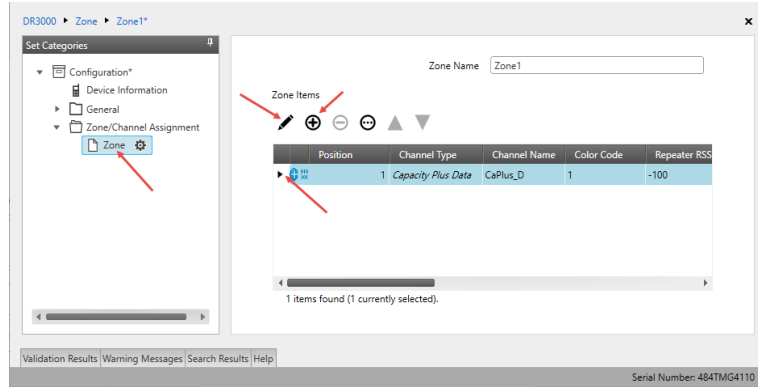 DR3000 ▸ Zone ▸ Zone1*
Set Categories
Configuration*
Device Information
General
Zone/Channel Assignment
Zone
Zone Name Zone1
Zone Items
Position Channel Type Channel Name Color Code Repeater RSS
1 Capacity Plus Data CaPlus_D 1 -100
1 items found (1 currently selected).
Validation Results Warning Messages Search Results Help
Serial Number: 484TMG4110